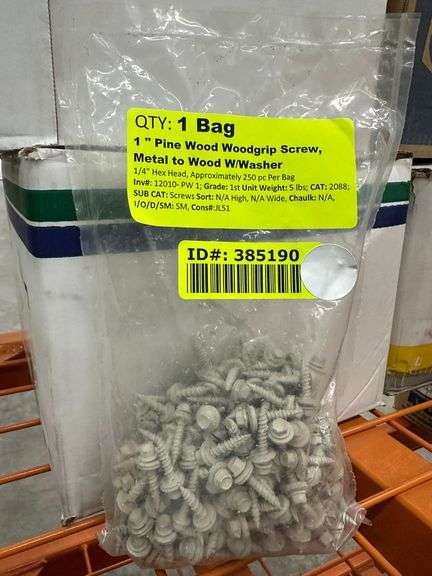 QTY: 1 Bag
1 " Pine Wood Woodgrip Screw,
Metal to Wood W/Washer
1/4" Hex Head, Approximately 250 pc Per Bag
Inv#: 12010- PW 1; Grade: 1st Unit Weight: 5 lbs; CAT: 2088;
SUB CAT: Screws Sort: N/A High, N/A Wide, Chaulk: N/A,
I/O/D/SM: SM, Cons#:JL51
ID#: 385190